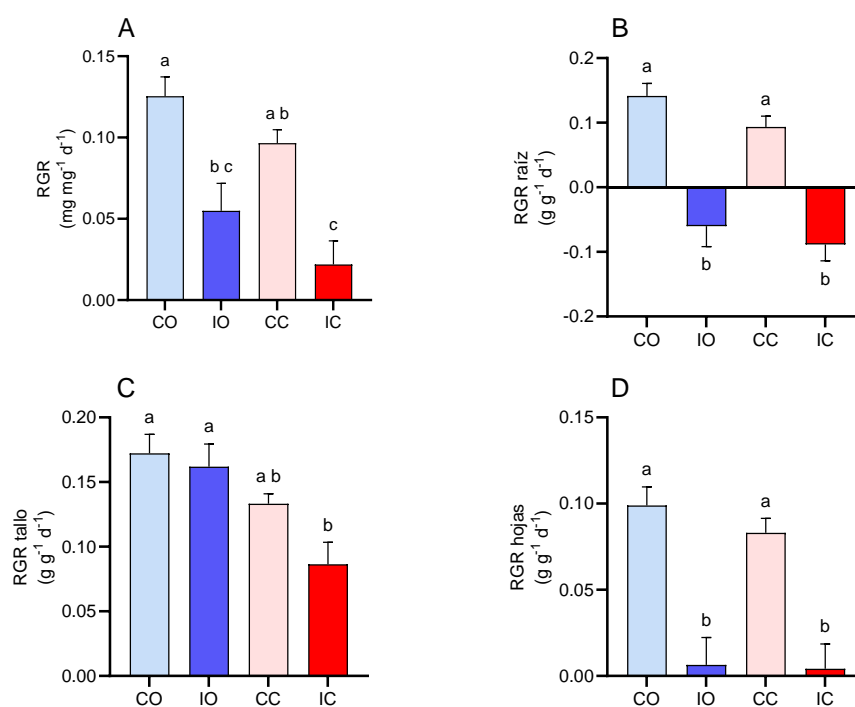 A
RGR
(mg mg⁻¹ d⁻¹)
0.15
0.10
0.05
0.00
a
b c
a b
c
CO IO CC IC
B
RGR raíz
(g g⁻¹ d⁻¹)
0.2
0.1
0.0
-0.1
-0.2
a
b
a
b
CO IO CC IC
C
RGR tallo
(g g⁻¹ d⁻¹)
0.20
0.15
0.10
0.05
0.00
a
a
a b
b
CO IO CC IC
D
RGR hojas
(g g⁻¹ d⁻¹)
0.15
0.10
0.05
0.00
a
b
a
b
CO IO CC IC